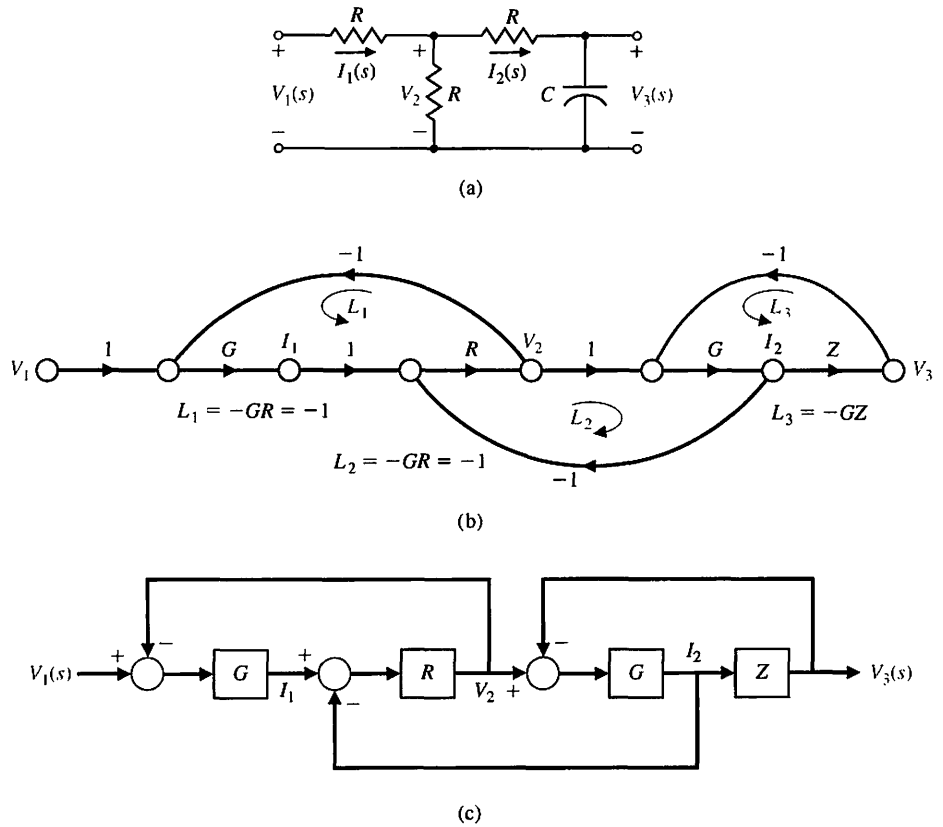 R R
+ + +
I1(s) I2(s)
V1(s) V2 R C V3(s)
− − −
(a)
−1 −1
L1 L3
V1 1 G I1 1 R V2 1 G I2 Z V3
L1 = −GR = −1 L2 L3 = −GZ
L2 = −GR = −1
−1
(b)
− −
V1(s) + G + R + G I2 Z V3(s)
I1 − V2
(c)